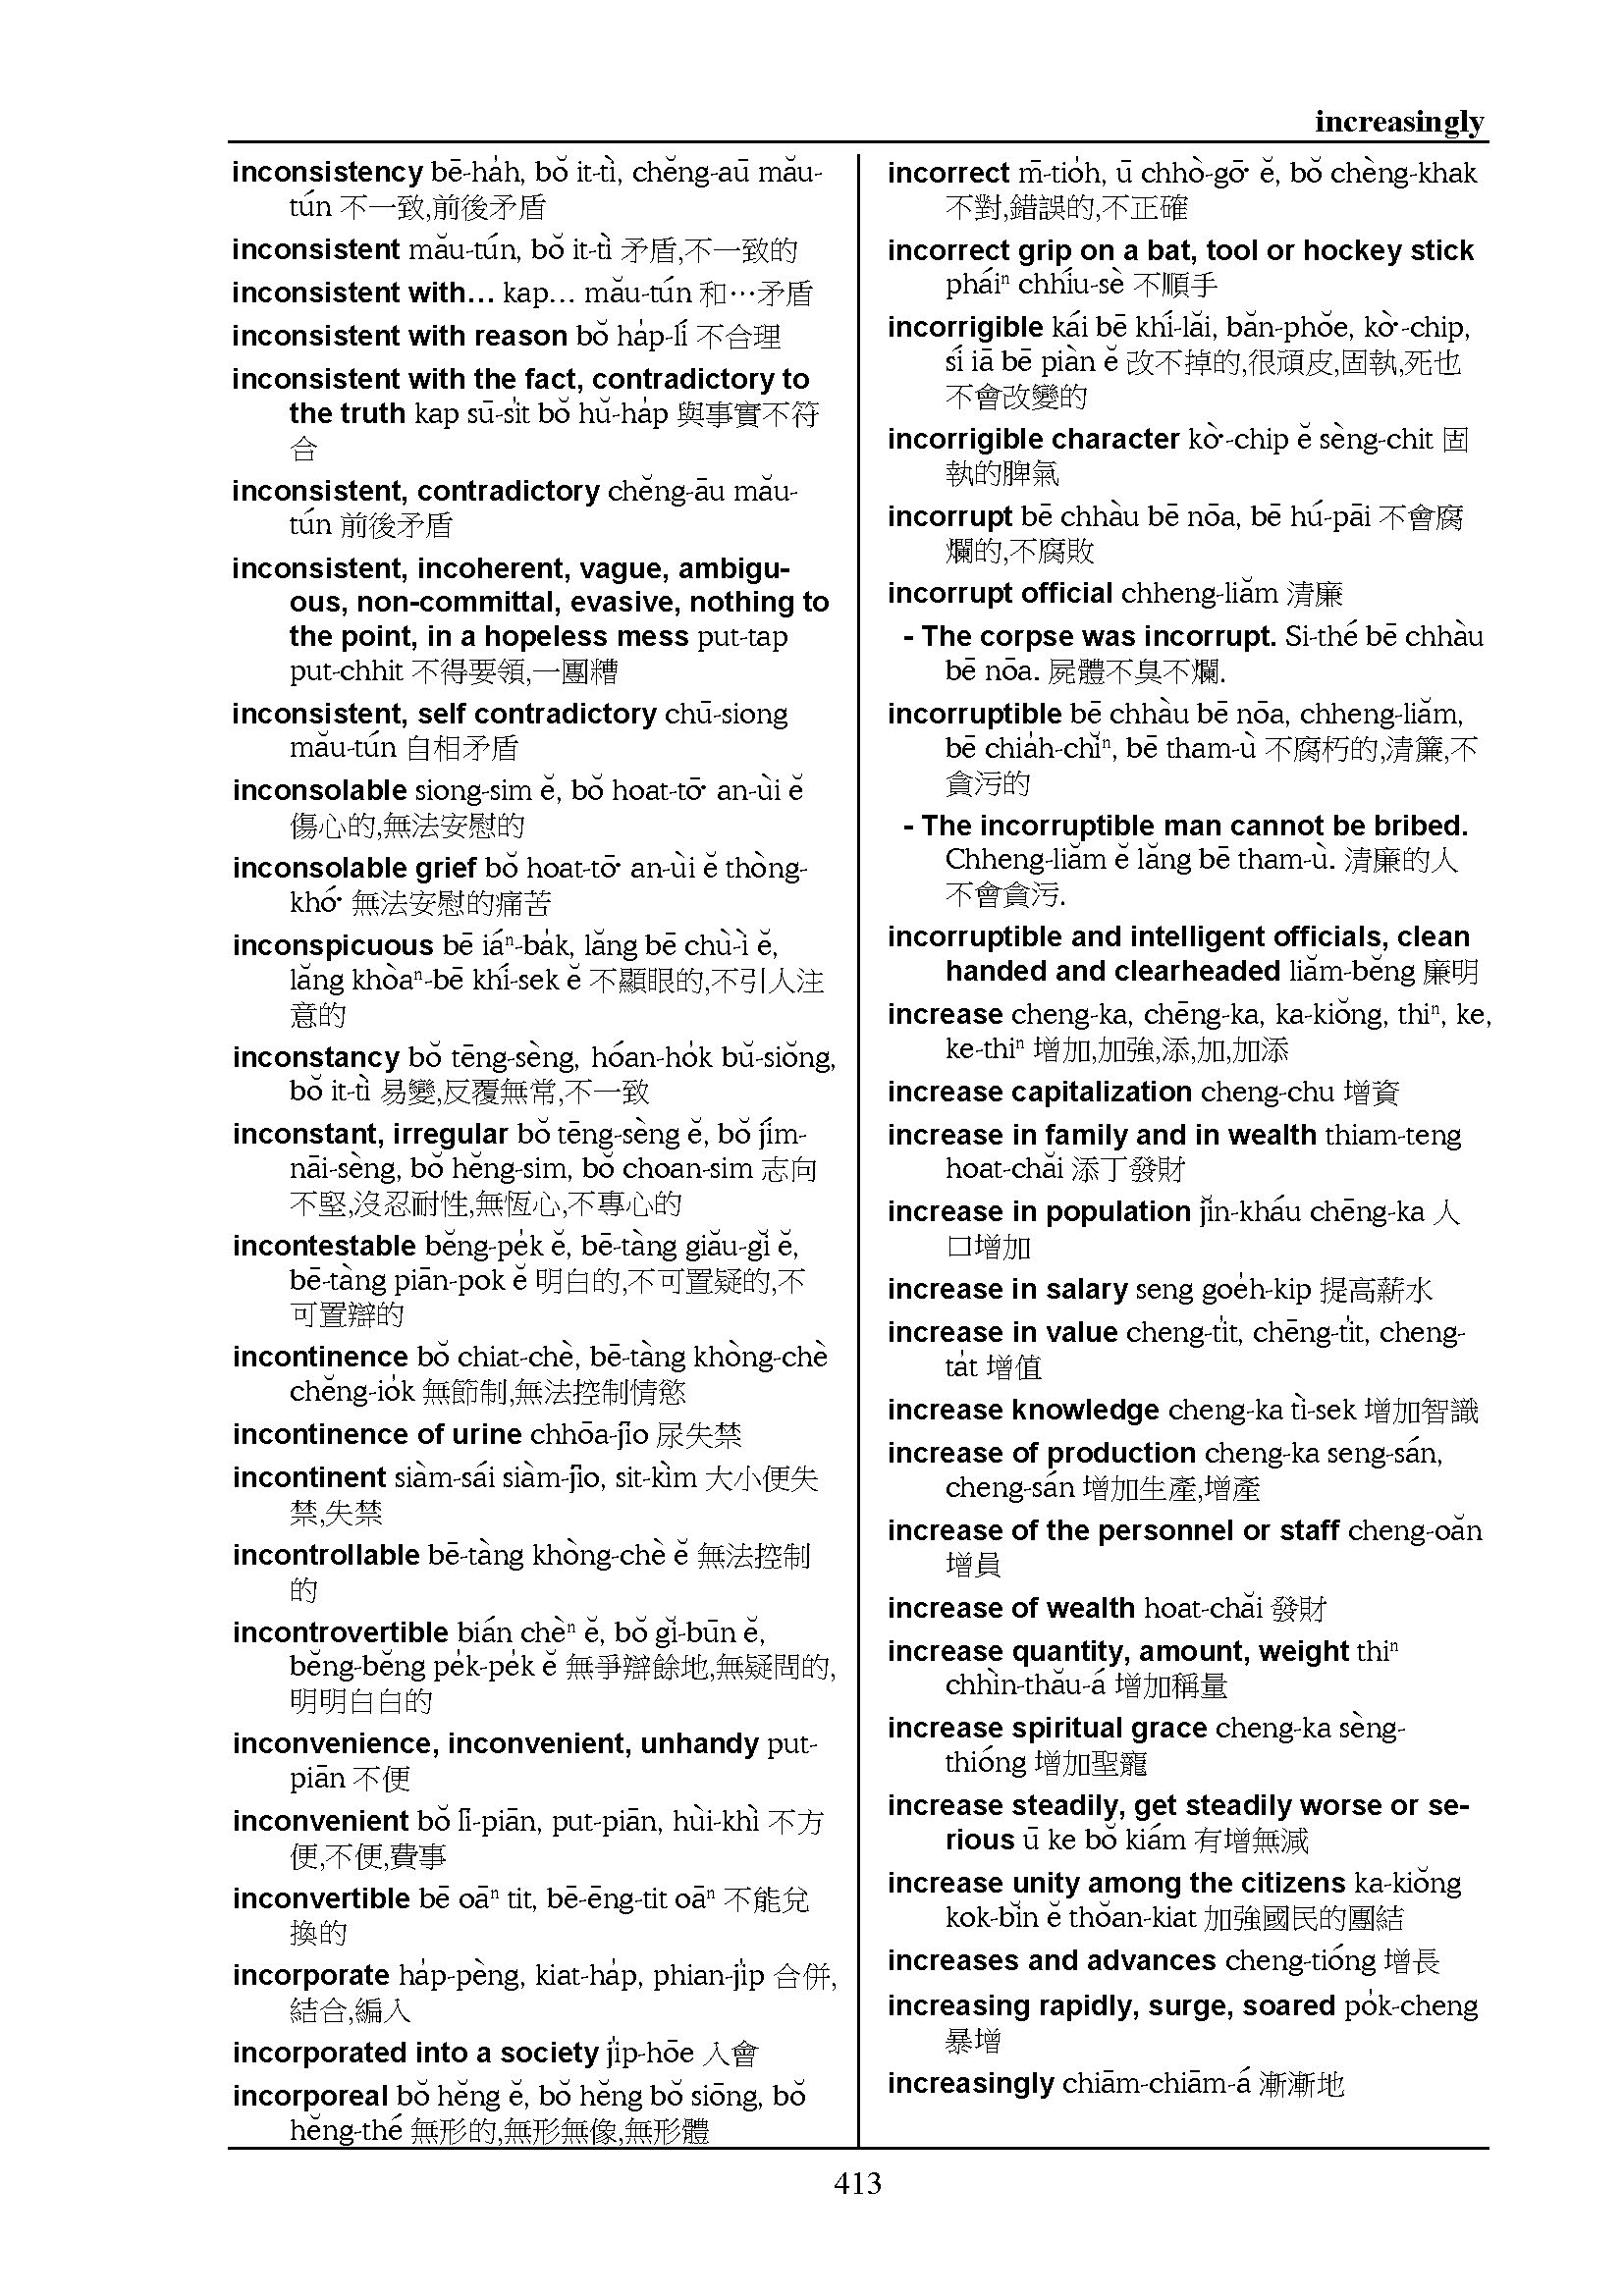 increasingly
inconsistency bē-ha̍h, bŏ it-tì, chĕng-aū mău-
tún 不一致,前後矛盾
inconsistent mău-tún, bŏ it-tì 矛盾,不一致的
inconsistent with… kap… mău-tún 和…矛盾
inconsistent with reason bŏ ha̍p-lí 不合理
inconsistent with the fact, contradictory to
the truth kap sū-si̍t bŏ hŭ-ha̍p 與事實不符
合
inconsistent, contradictory chĕng-āu mău-
tún 前後矛盾
inconsistent, incoherent, vague, ambigu-
ous, non-committal, evasive, nothing to
the point, in a hopeless mess put-tap
put-chhit 不得要領,一團糟
inconsistent, self contradictory chū-siong
mău-tún 自相矛盾
inconsolable siong-sim ĕ, bŏ hoat-tō͘ an-ùi ĕ
傷心的,無法安慰的
inconsolable grief bŏ hoat-tō͘ an-ùi ĕ thòng-
khó͘ 無法安慰的痛苦
inconspicuous bē iáⁿ-ba̍k, lăng bē chù-ì ĕ,
lăng khòaⁿ-bē khí-sek ĕ 不顯眼的,不引人注
意的
inconstancy bŏ tēng-sèng, hóan-ho̍k bŭ-siŏng,
bŏ it-tì 易變,反覆無常,不一致
inconstant, irregular bŏ tēng-sèng ĕ, bŏ jím-
nāi-sèng, bŏ hĕng-sim, bŏ choan-sim 志向
不堅,沒忍耐性,無恆心,不專心的
incontestable bĕng-pe̍k ĕ, bē-tàng giău-gĭ ĕ,
bē-tàng piān-pok ĕ 明白的,不可置疑的,不
可置辯的
incontinence bŏ chiat-chè, bē-tàng khòng-chè
chĕng-io̍k 無節制,無法控制情慾
incontinence of urine chhōa-jīo 尿失禁
incontinent siàm-sái siàm-jīo, sit-kìm 大小便失
禁,失禁
incontrollable bē-tàng khòng-chè ĕ 無法控制
的
incontrovertible bián chèⁿ ĕ, bŏ gĭ-būn ĕ,
bĕng-bĕng pe̍k-pe̍k ĕ 無爭辯餘地,無疑問的,
明明白白的
inconvenience, inconvenient, unhandy put-
piān 不便
inconvenient bŏ lī-piān, put-piān, hùi-khì 不方
便,不便,費事
inconvertible bē oāⁿ tit, bē-ēng-tit oāⁿ 不能兌
換的
incorporate ha̍p-pèng, kiat-ha̍p, phian-ji̍p 合併,
結合,編入
incorporated into a society ji̍p-hōe 入會
incorporeal bŏ hĕng ĕ, bŏ hĕng bŏ siōng, bŏ
hĕng-thé 無形的,無形無像,無形體
incorrect m̄-tio̍h, ū chhò-gō͘ ĕ, bŏ chèng-khak
不對,錯誤的,不正確
incorrect grip on a bat, tool or hockey stick
pháiⁿ chhíu-sè 不順手
incorrigible kái bē khí-lăi, băn-phŏe, kò͘-chip,
sí iā bē piàn ĕ 改不掉的,很頑皮,固執,死也
不會改變的
incorrigible character kò͘-chip ĕ sèng-chit 固
執的脾氣
incorrupt bē chhàu bē nōa, bē hú-pāi 不會腐
爛的,不腐敗
incorrupt official chheng-liăm 清廉
- The corpse was incorrupt. Si-thé bē chhàu
bē nōa. 屍體不臭不爛.
incorruptible bē chhàu bē nōa, chheng-liăm,
bē chia̍h-chĭⁿ, bē tham-ù 不腐朽的,清簾,不
貪污的
- The incorruptible man cannot be bribed.
Chheng-liăm ĕ lăng bē tham-ù. 清廉的人
不會貪污.
incorruptible and intelligent officials, clean
handed and clearheaded liăm-bĕng 廉明
increase cheng-ka, chēng-ka, ka-kiŏng, thiⁿ, ke,
ke-thiⁿ 增加,加強,添,加,加添
increase capitalization cheng-chu 增資
increase in family and in wealth thiam-teng
hoat-chăi 添丁發財
increase in population jĭn-kháu chēng-ka 人
口增加
increase in salary seng goe̍h-kip 提高薪水
increase in value cheng-ti̍t, chēng-ti̍t, cheng-
ta̍t 增值
increase knowledge cheng-ka tì-sek 增加智識
increase of production cheng-ka seng-sán,
cheng-sán 增加生產,增產
increase of the personnel or staff cheng-oăn
增員
increase of wealth hoat-chăi 發財
increase quantity, amount, weight thiⁿ
chhìn-thău-á 增加稱量
increase spiritual grace cheng-ka sèng-
thióng 增加聖寵
increase steadily, get steadily worse or se-
rious ū ke bŏ kiám 有增無減
increase unity among the citizens ka-kiŏng
kok-bĭn ĕ thŏan-kiat 加強國民的團結
increases and advances cheng-tióng 增長
increasing rapidly, surge, soared po̍k-cheng
暴增
increasingly chiām-chiām-á 漸漸地
413